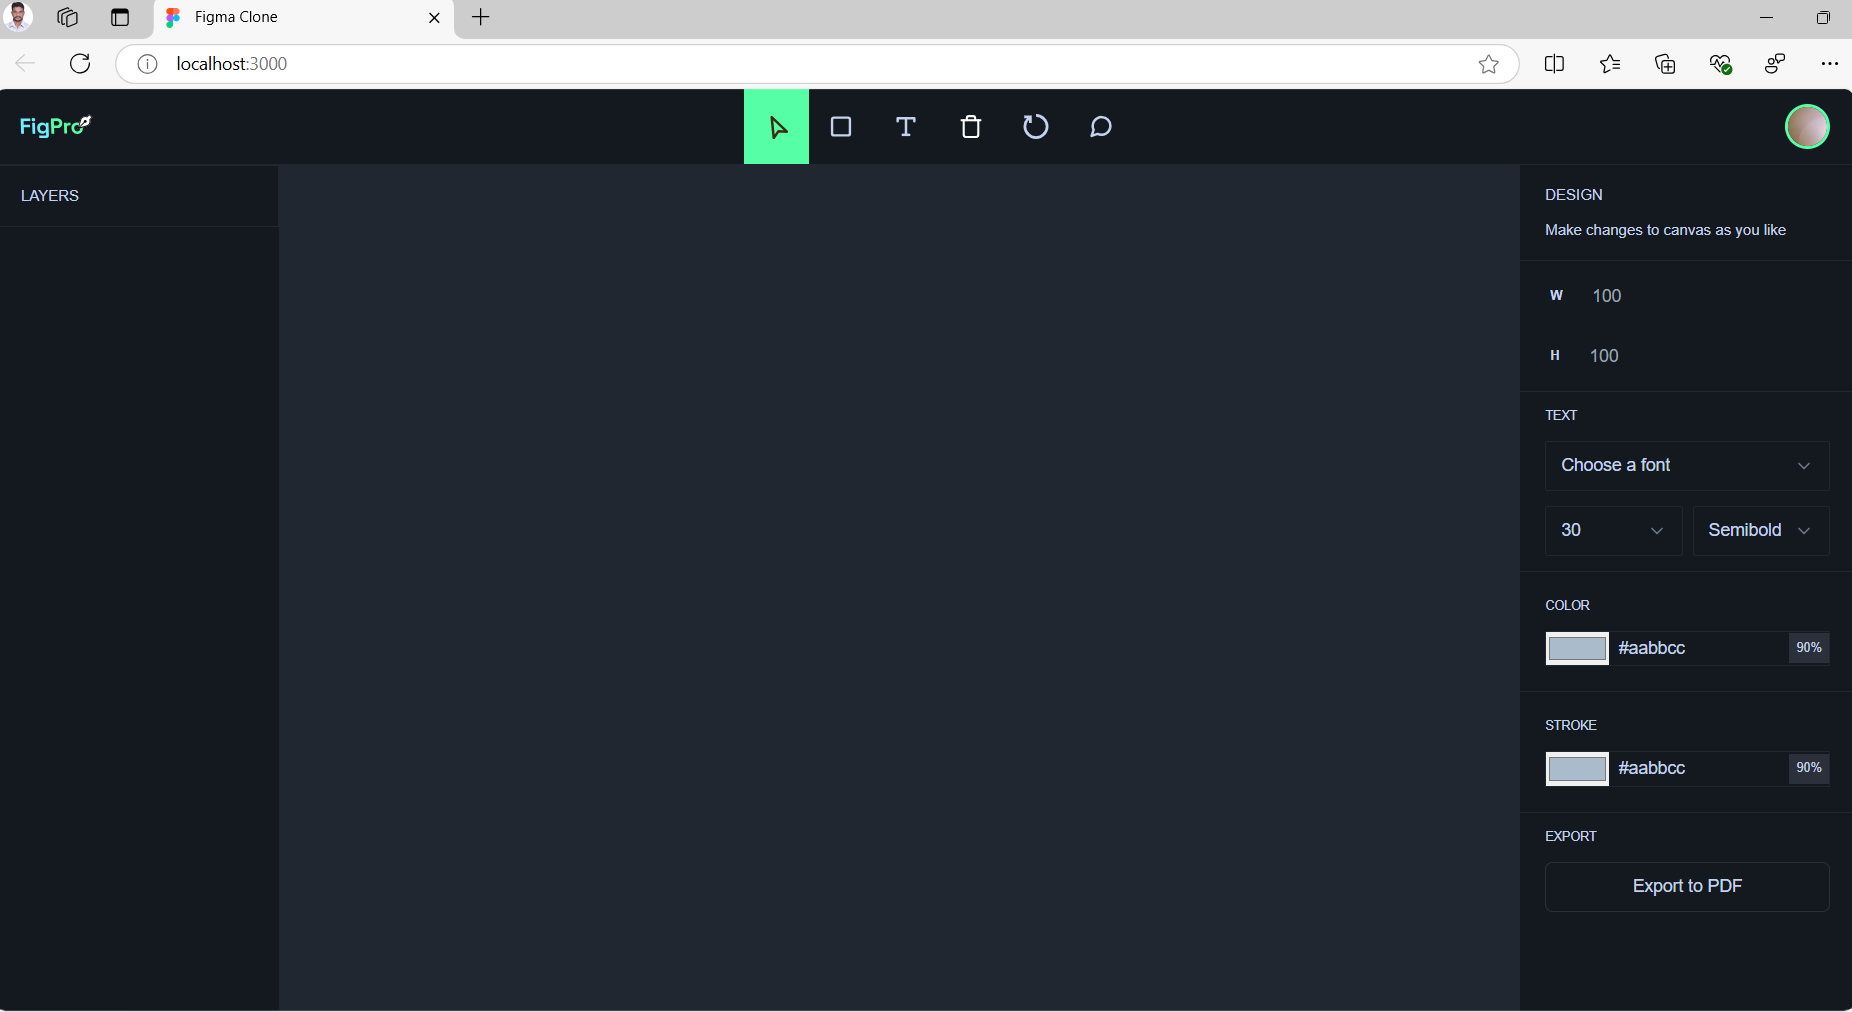 Figma Clone
localhost:3000
FigPro
LAYERS
DESIGN
Make changes to canvas as you like
W 100
H 100
TEXT
Choose a font
30 Semibold
COLOR
#aabbcc 90%
STROKE
#aabbcc 90%
EXPORT
Export to PDF